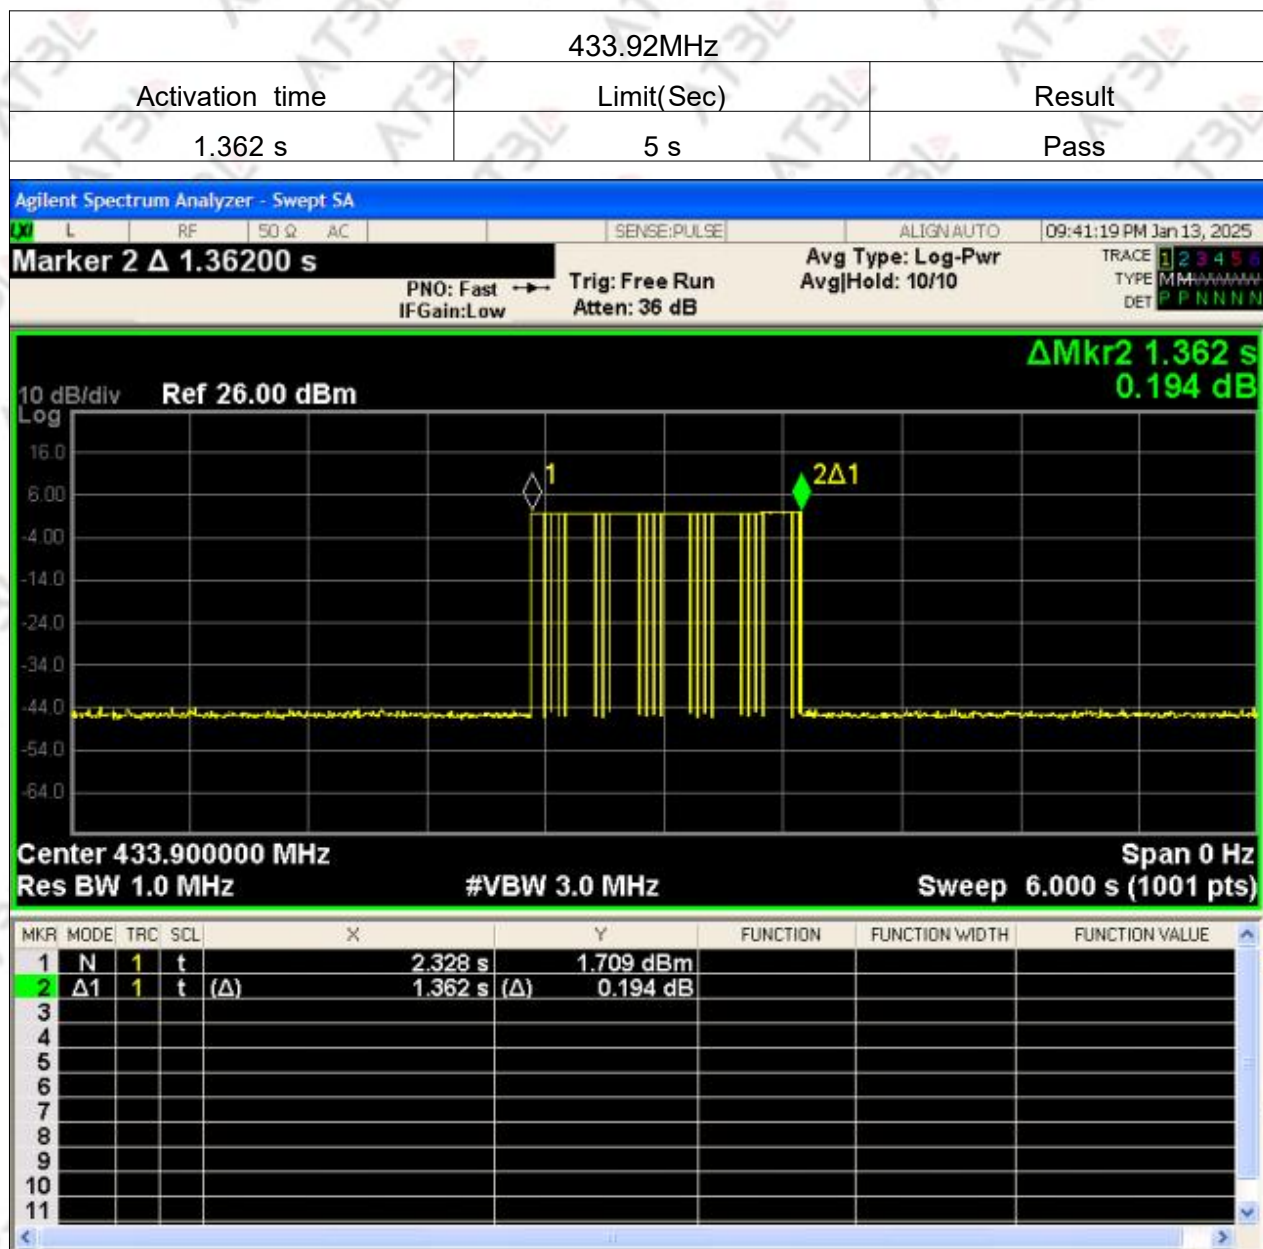 433.92MHz
Activation time Limit(Sec) Result
1.362 s 5 s Pass
Agilent Spectrum Analyzer - Swept SA
LXI L RF 50 Ω AC SENSE:PULSE ALIGN AUTO 09:41:19 PM Jan 13, 2025
Marker 2 Δ 1.36200 s
PNO: Fast
IFGain:Low
Trig: Free Run
Atten: 36 dB
Avg Type: Log-Pwr
Avg|Hold: 10/10
TRACE 1 2 3 4 5 6
TYPE M M W W W W
DET P P N N N N
ΔMkr2 1.362 s
0.194 dB
10 dB/div Ref 26.00 dBm
Log
16.0
6.00
-4.00
-14.0
-24.0
-34.0
-44.0
-54.0
-64.0
1
2Δ1
Center 433.900000 MHz Span 0 Hz
Res BW 1.0 MHz #VBW 3.0 MHz Sweep 6.000 s (1001 pts)
MKR MODE TRC SCL X Y FUNCTION FUNCTION WIDTH FUNCTION VALUE
1 N 1 t 2.328 s 1.709 dBm
2 Δ1 1 t (Δ) 1.362 s (Δ) 0.194 dB
3
4
5
6
7
8
9
10
11